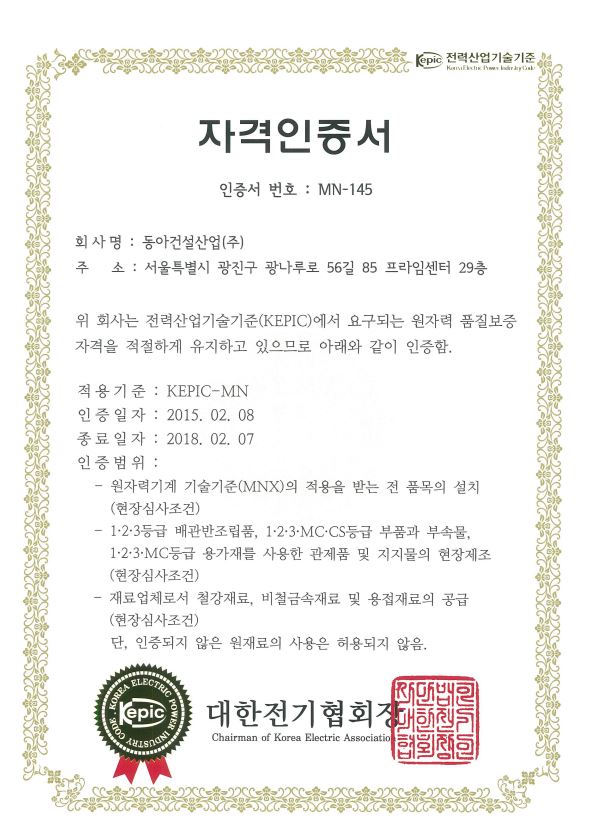 Kepic 전력산업기술기준
Korea Electric Power Industry Code
자격인증서
인증서 번호 : MN-145
회사명 : 동아건설산업(주)
주 소 : 서울특별시 광진구 광나루로 56길 85 프라임센터 29층
위 회사는 전력산업기술기준(KEPIC)에서 요구되는 원자력 품질보증
자격을 적절하게 유지하고 있으므로 아래와 같이 인증함.
적용기준 : KEPIC-MN
인증일자 : 2015. 02. 08
종료일자 : 2018. 02. 07
인증범위 :
- 원자력기계 기술기준(MNX)의 적용을 받는 전 품목의 설치
(현장심사조건)
- 1·2·3등급 배관반조립품, 1·2·3·MC·CS등급 부품과 부속물,
1·2·3·MC등급 용가재를 사용한 관제품 및 지지물의 현장제조
(현장심사조건)
- 재료업체로서 철강재료, 비철금속재료 및 용접재료의 공급
(현장심사조건)
단, 인증되지 않은 원재료의 사용은 허용되지 않음.
KOREA ELECTRIC POWER INDUSTRY CODE
Kepic
대한전기협회장
Chairman of Korea Electric Association